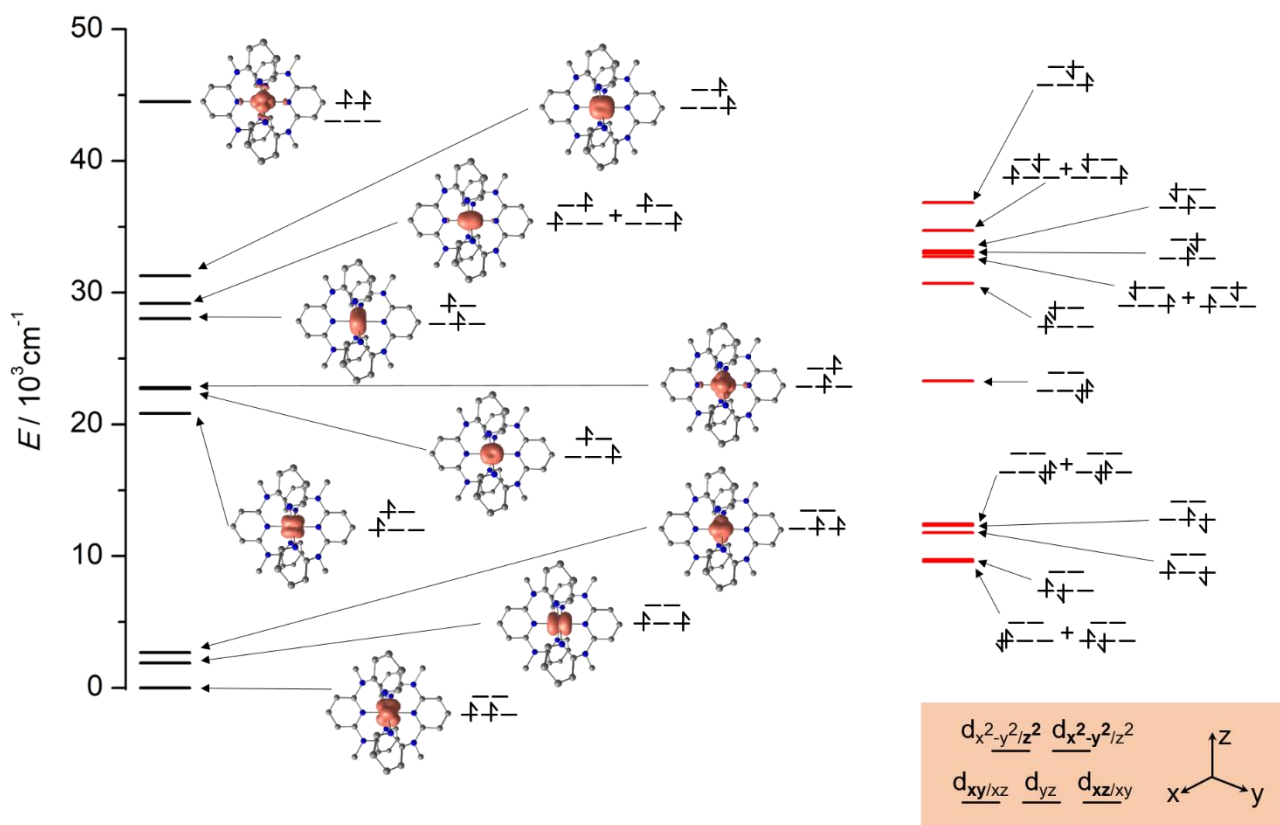 50
40
30
20
10
0
E / 10³cm⁻¹
+
+
+
+
+
dx²-y²/z² dx²-y²/z²
dxy/xz dyz dxz/xy
z
x y